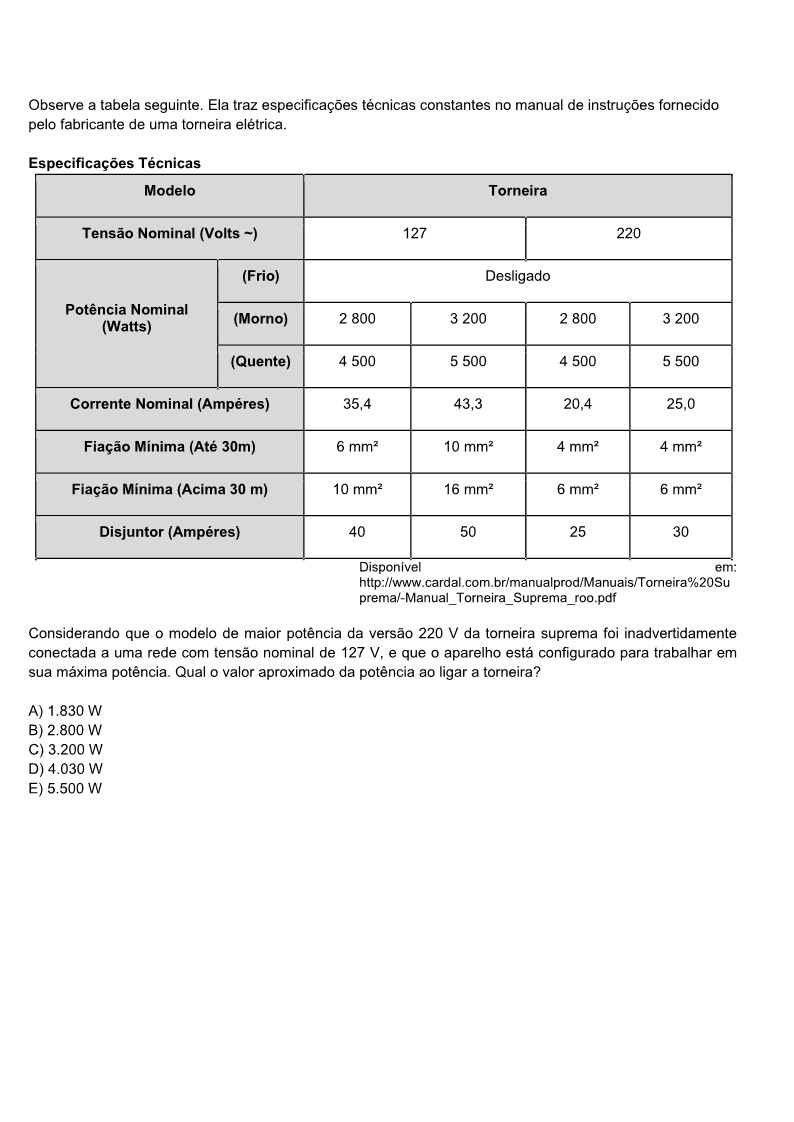 Observe a tabela seguinte. Ela traz especificações técnicas constantes no manual de instruções fornecido
pelo fabricante de uma torneira elétrica.
Especificações Técnicas
Modelo Torneira
Tensão Nominal (Volts ~) 127 220
Potência Nominal
(Watts)
(Frio) Desligado
(Morno) 2 800 3 200 2 800 3 200
(Quente) 4 500 5 500 4 500 5 500
Corrente Nominal (Ampéres) 35,4 43,3 20,4 25,0
Fiação Mínima (Até 30m) 6 mm² 10 mm² 4 mm² 4 mm²
Fiação Mínima (Acima 30 m) 10 mm² 16 mm² 6 mm² 6 mm²
Disjuntor (Ampéres) 40 50 25 30
Disponível em:
http://www.cardal.com.br/manualprod/Manuais/Torneira%20Su
prema/-Manual_Torneira_Suprema_roo.pdf
Considerando que o modelo de maior potência da versão 220 V da torneira suprema foi inadvertidamente
conectada a uma rede com tensão nominal de 127 V, e que o aparelho está configurado para trabalhar em
sua máxima potência. Qual o valor aproximado da potência ao ligar a torneira?
A) 1.830 W
B) 2.800 W
C) 3.200 W
D) 4.030 W
E) 5.500 W